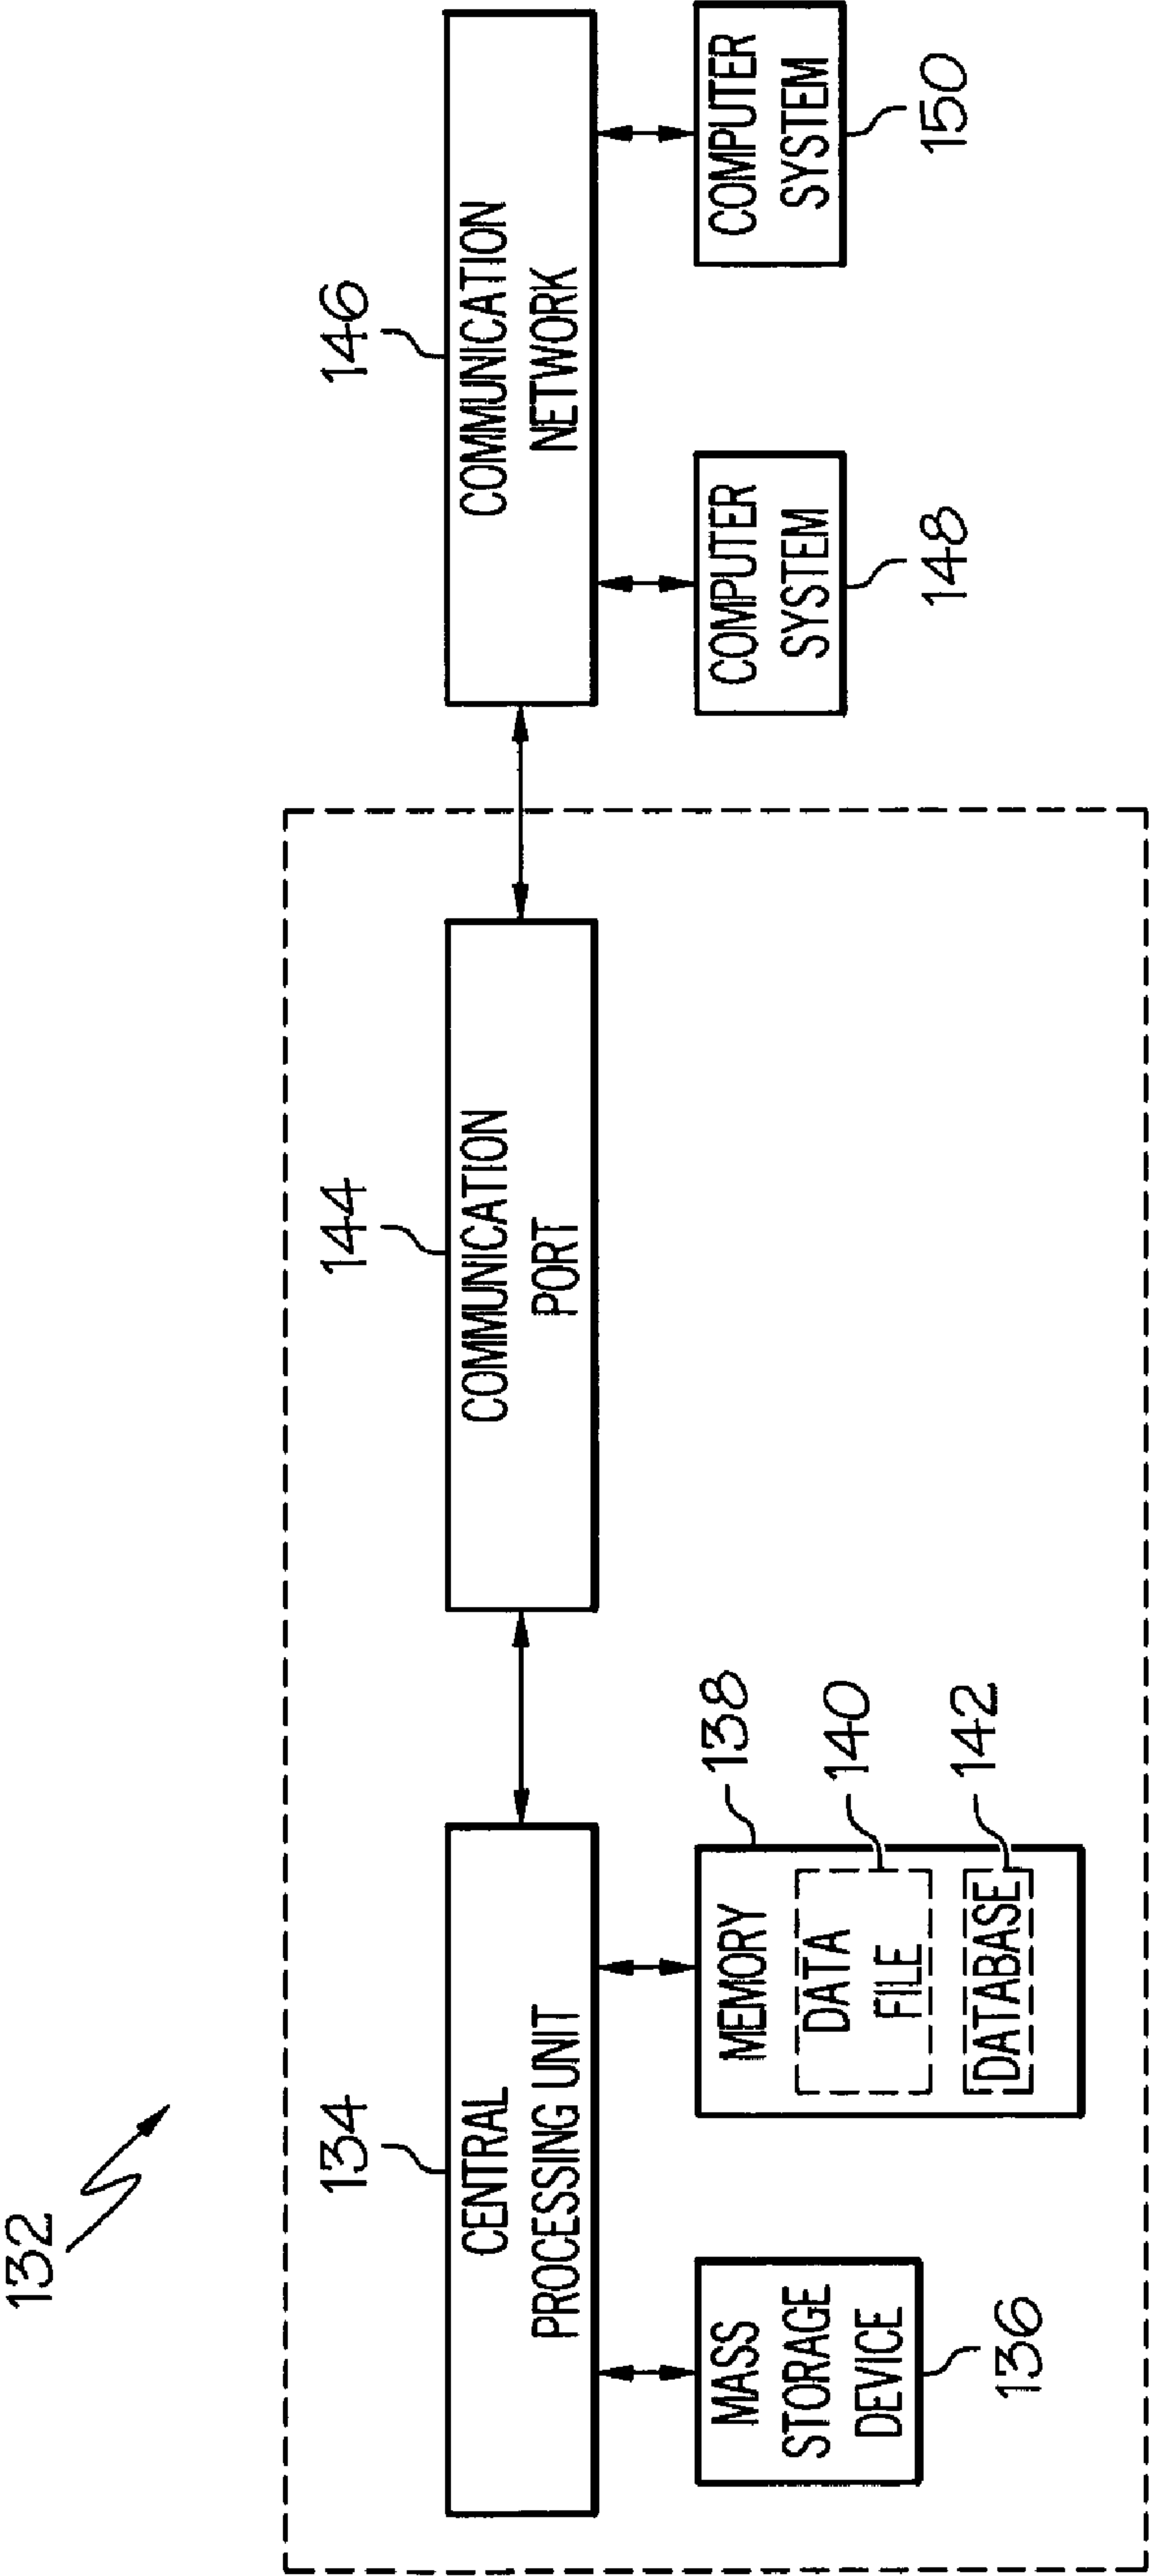 132
134
CENTRAL
PROCESSING UNIT
144
COMMUNICATION
PORT
146
COMMUNICATION
NETWORK
MASS
STORAGE
DEVICE
136
MEMORY
138
DATA
FILE
140
DATABASE
142
COMPUTER
SYSTEM
148
COMPUTER
SYSTEM
150